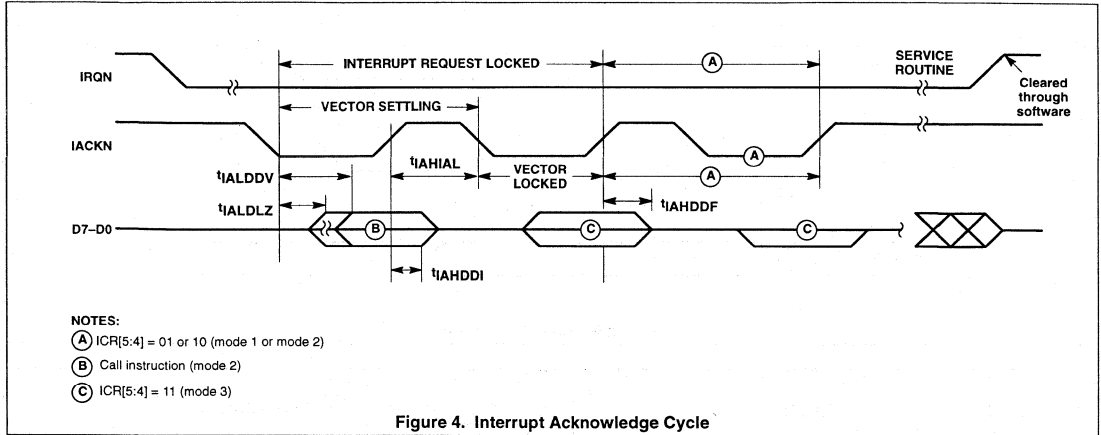 IRQN
INTERRUPT REQUEST LOCKED
A
SERVICE
ROUTINE
Cleared
through
software
VECTOR SETTLING
IACKN
tIAHIAL
VECTOR
LOCKED
A
A
tIALDDV
tIALDLZ
tIAHDDF
D7–D0
B
C
C
tIAHDDI
NOTES:
A ICR[5:4] = 01 or 10 (mode 1 or mode 2)
B Call instruction (mode 2)
C ICR[5:4] = 11 (mode 3)
Figure 4. Interrupt Acknowledge Cycle